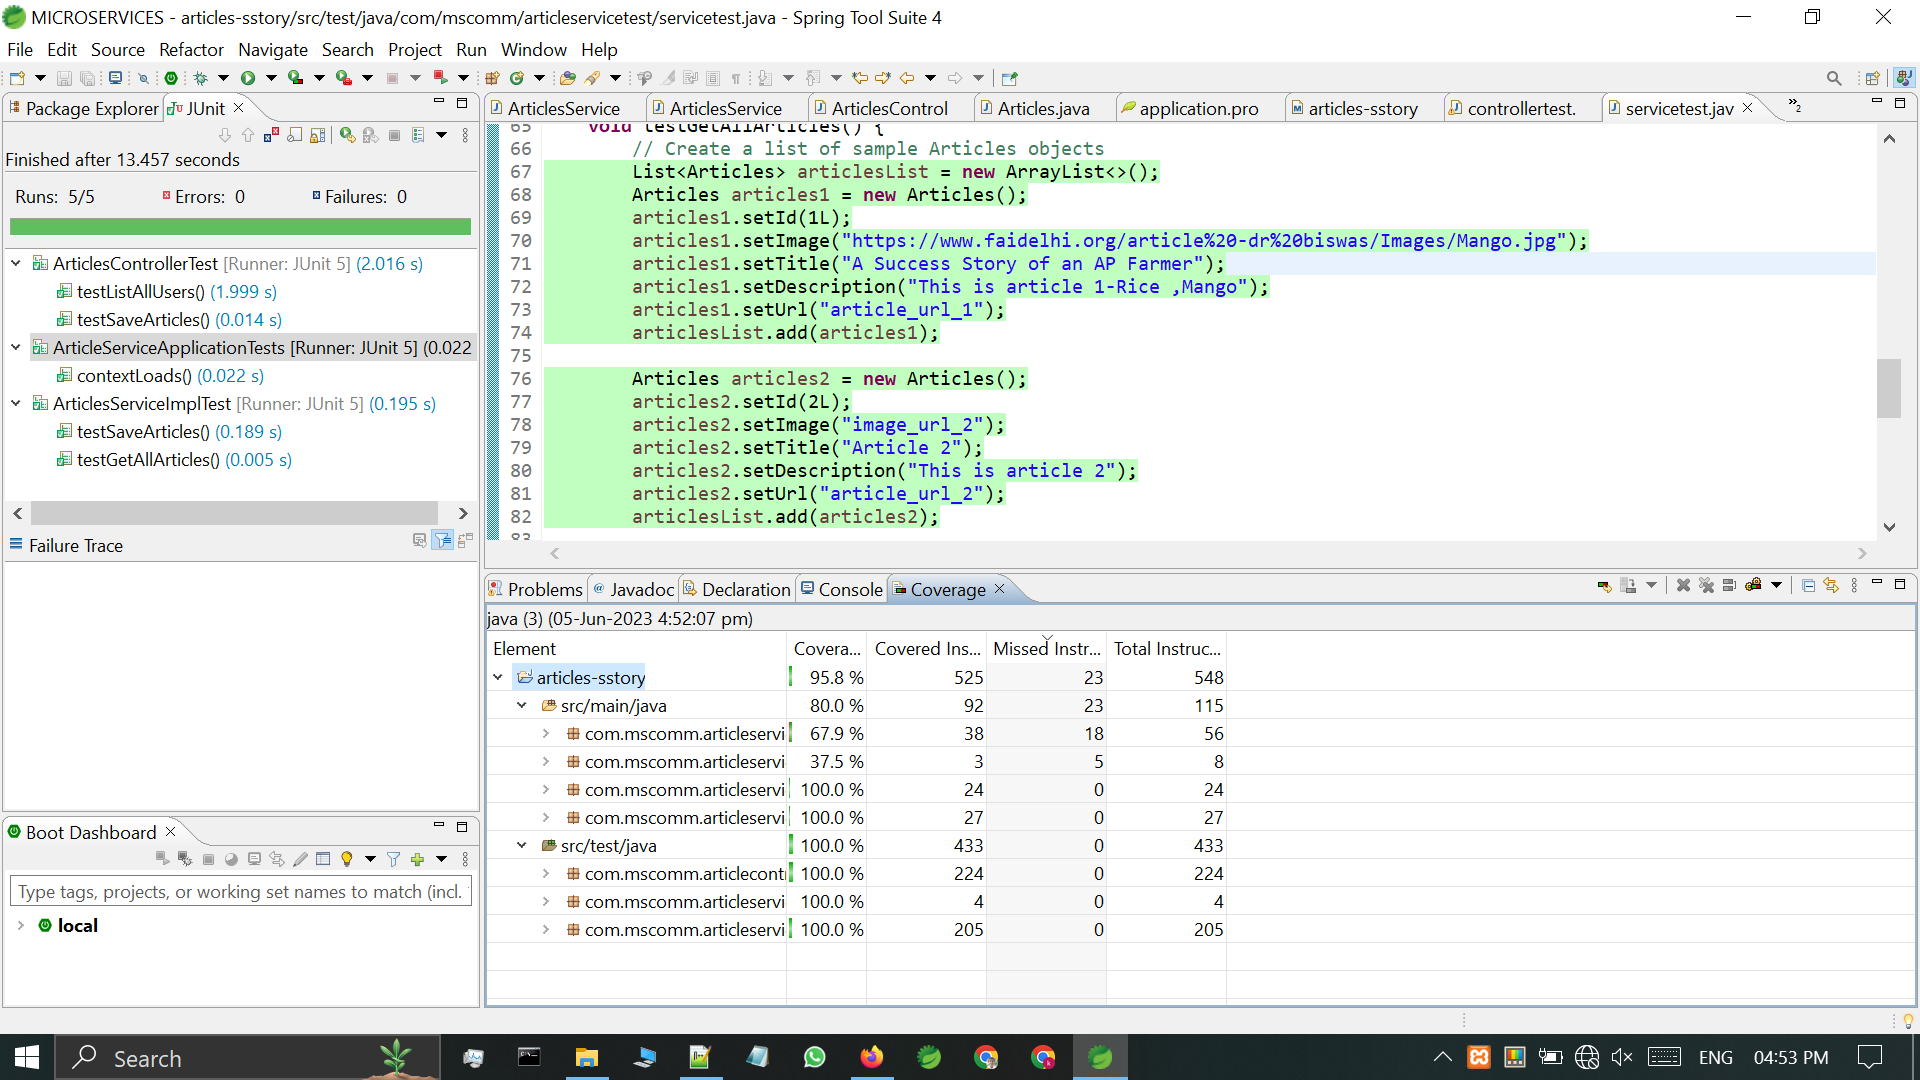 MICROSERVICES - articles-sstory/src/test/java/com/mscomm/articleservicetest/servicetest.java - Spring Tool Suite 4
File Edit Source Refactor Navigate Search Project Run Window Help
Package Explorer JUnit
Finished after 13.457 seconds
Runs: 5/5 Errors: 0 Failures: 0
ArticlesControllerTest [Runner: JUnit 5] (2.016 s)
testListAllUsers() (1.999 s)
testSaveArticles() (0.014 s)
ArticleServiceApplicationTests [Runner: JUnit 5] (0.022
contextLoads() (0.022 s)
ArticlesServiceImplTest [Runner: JUnit 5] (0.195 s)
testSaveArticles() (0.189 s)
testGetAllArticles() (0.005 s)
Failure Trace
Boot Dashboard
Type tags, projects, or working set names to match (incl.
local
ArticlesService ArticlesService ArticlesControl Articles.java application.pro articles-sstory controllertest. servicetest.jav »2
65 void testGetAllArticles() {
66 // Create a list of sample Articles objects
67 List<Articles> articlesList = new ArrayList<>();
68 Articles articles1 = new Articles();
69 articles1.setId(1L);
70 articles1.setImage("https://www.faidelhi.org/article%20-dr%20biswas/Images/Mango.jpg");
71 articles1.setTitle("A Success Story of an AP Farmer");
72 articles1.setDescription("This is article 1-Rice ,Mango");
73 articles1.setUrl("article_url_1");
74 articlesList.add(articles1);
75
76 Articles articles2 = new Articles();
77 articles2.setId(2L);
78 articles2.setImage("image_url_2");
79 articles2.setTitle("Article 2");
80 articles2.setDescription("This is article 2");
81 articles2.setUrl("article_url_2");
82 articlesList.add(articles2);
83
Problems Javadoc Declaration Console Coverage
java (3) (05-Jun-2023 4:52:07 pm)
Element Covera... Covered Ins... Missed Instr... Total Instruc...
articles-sstory 95.8 % 525 23 548
src/main/java 80.0 % 92 23 115
com.mscomm.articleservi 67.9 % 38 18 56
com.mscomm.articleservi 37.5 % 3 5 8
com.mscomm.articleservi 100.0 % 24 0 24
com.mscomm.articleservi 100.0 % 27 0 27
src/test/java 100.0 % 433 0 433
com.mscomm.articleconti 100.0 % 224 0 224
com.mscomm.articleservi 100.0 % 4 0 4
com.mscomm.articleservi 100.0 % 205 0 205
Search
ENG 04:53 PM